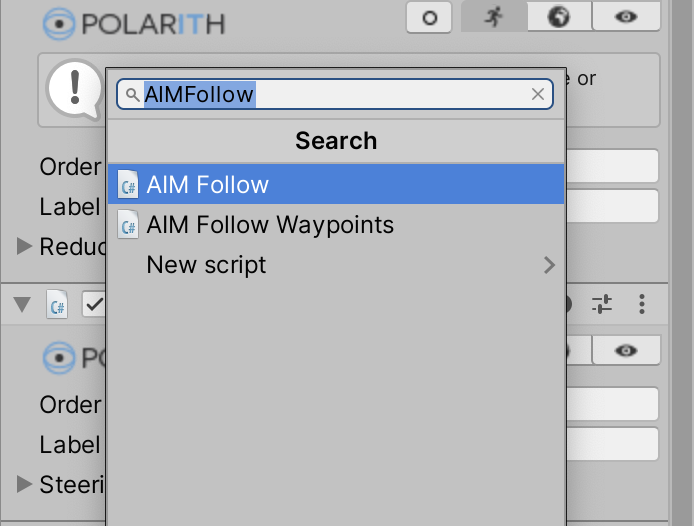 POLARITH
e or
AIMFollow
Search
Order
AIM Follow
Label
AIM Follow Waypoints
Reduc
New script
C#
PO
Order
Label
Steeri